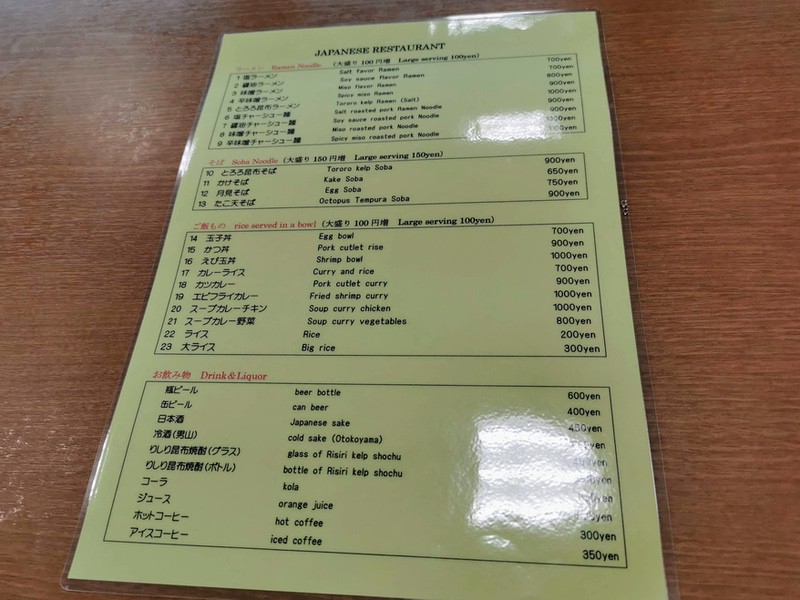 JAPANESE RESTAURANT
ラーメン Ramen Noodle (大盛り100円増 Large serving 100yen)
1 塩ラーメン Salt flavor Ramen 700yen
2 醤油ラーメン Soy sauce flavor Ramen 700yen
3 味噌ラーメン Miso flavor Ramen 800yen
4 辛味噌ラーメン Spicy miso Ramen 900yen
5 とろろ昆布ラーメン Tororo kelp Ramen (Salt) 1000yen
6 塩チャーシュー麺 Salt roasted pork Ramen Noodle 900yen
7 醤油チャーシュー麺 Soy sauce roasted pork Ramen Noodle 900yen
8 味噌チャーシュー麺 Miso roasted pork Noodle
9 辛味噌チャーシュー麺 Spicy miso roasted pork Noodle
そば Soba Noodle (大盛り150円増 Large serving 150yen)
10 とろろ昆布そば Tororo kelp Soba 900yen
11 かけそば Kake Soba 650yen
12 月見そば Egg Soba 750yen
13 たこ天そば Octopus Tempura Soba 900yen
ご飯もの rice served in a bowl (大盛り100円増 Large serving 100yen)
14 玉子丼 Egg bowl 700yen
15 かつ丼 Pork cutlet rise 900yen
16 えび玉丼 Shrimp bowl 1000yen
17 カレーライス Curry and rice 700yen
18 カツカレー Pork cutlet curry 900yen
19 エビフライカレー Fried shrimp curry 1000yen
20 スープカレーチキン Soup curry chicken 1000yen
21 スープカレー野菜 Soup curry vegetables 800yen
22 ライス Rice 200yen
23 大ライス Big rice 300yen
お飲み物 Drink＆Liquor
瓶ビール beer bottle 600yen
缶ビール can beer 400yen
日本酒 Japanese sake
冷酒(男山) cold sake (Otokoyama)
りしり昆布焼酎(グラス) glass of Risiri kelp shochu
りしり昆布焼酎(ボトル) bottle of Risiri kelp shochu
コーラ kola
ジュース orange juice
ホットコーヒー hot coffee 300yen
アイスコーヒー iced coffee 350yen